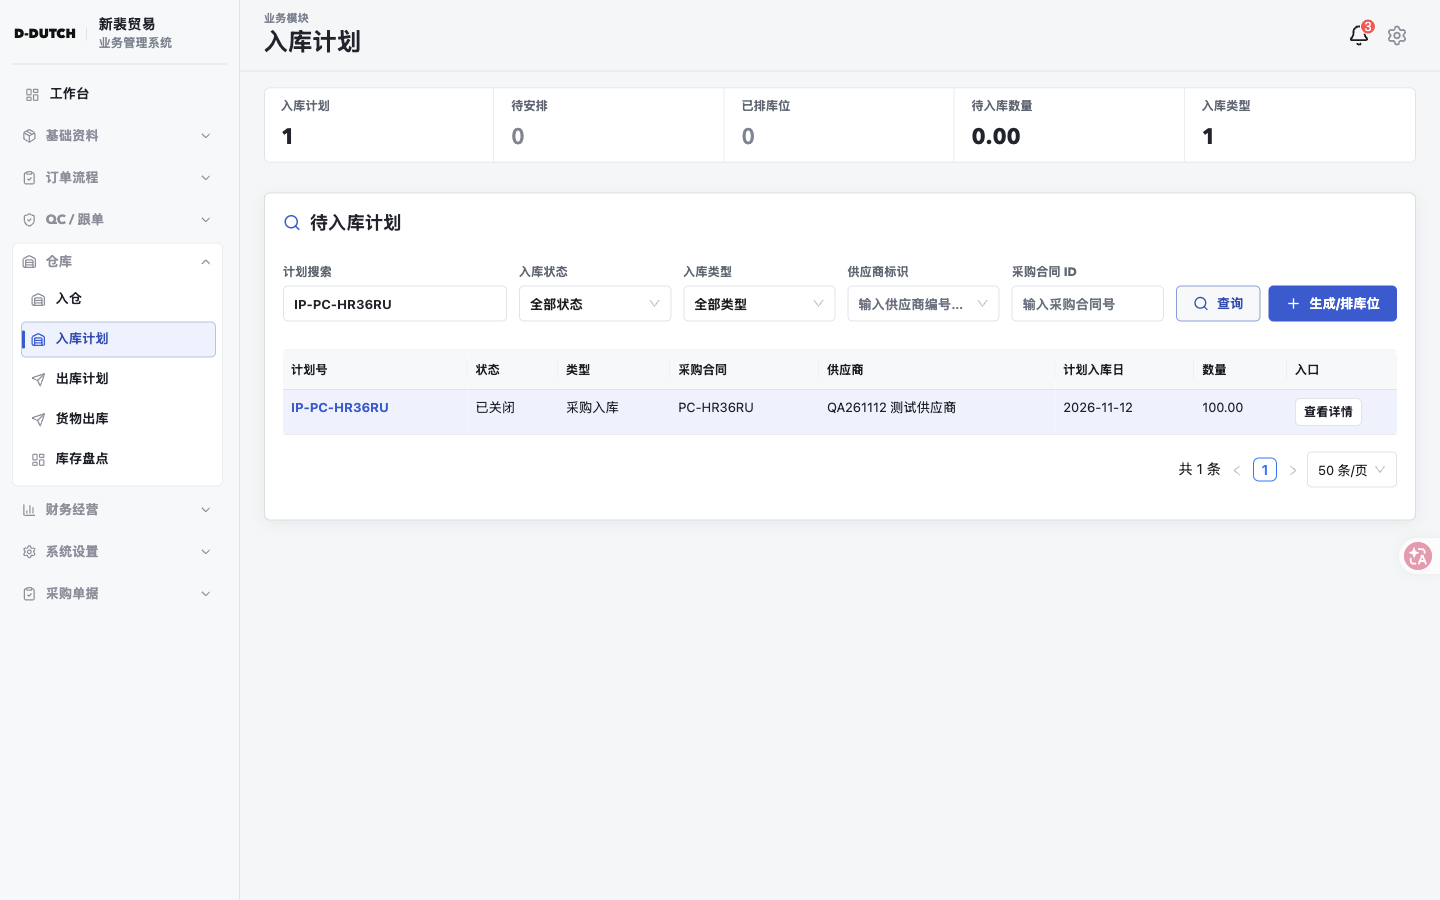 D-DUTCH
新裴贸易
业务管理系统
工作台
基础资料
订单流程
QC / 跟单
仓库
入仓
入库计划
出库计划
货物出库
库存盘点
财务经营
系统设置
采购单据
业务模块
入库计划
3
入库计划
1
待安排
0
已排库位
0
待入库数量
0.00
入库类型
1
待入库计划
计划搜索
入库状态
入库类型
供应商标识
采购合同 ID
IP-PC-HR36RU
全部状态
全部类型
输入供应商编号...
输入采购合同号
查询
生成/排库位
计划号 状态 类型 采购合同 供应商 计划入库日 数量 入口
IP-PC-HR36RU 已关闭 采购入库 PC-HR36RU QA261112 测试供应商 2026-11-12 100.00 查看详情
共 1 条 1 50 条/页